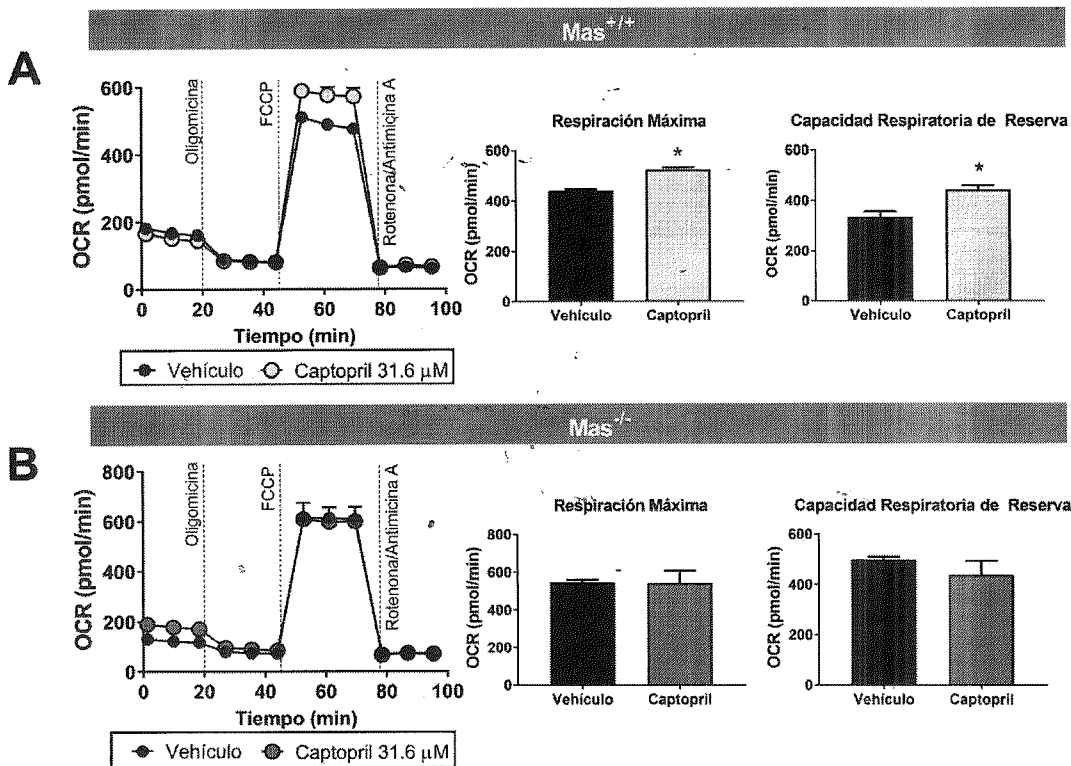 Mas+/+
A
OCR (pmol/min)
600
400
200
0
0 20 40 60 80 100
Tiempo (min)
Oligomicina
FCCP
Rotenona/Antimicina A
Vehículo Captopril 31.6 µM
Respiración Máxima
OCR (pmol/min)
600
400
200
0
*
Vehículo Captopril
Capacidad Respiratoria de Reserva
OCR (pmol/min)
600
400
200
0
*
Vehículo Captopril
Mas-/-
B
OCR (pmol/min)
800
600
400
200
0
0 20 40 60 80 100
Tiempo (min)
Oligomicina
FCCP
Rotenona/Antimicina A
Vehículo Captopril 31.6 µM
Respiración Máxima
OCR (pmol/min)
800
600
400
200
0
Vehículo Captopril
Capacidad Respiratoria de Reserva
OCR (pmol/min)
600
400
200
0
Vehículo Captopril